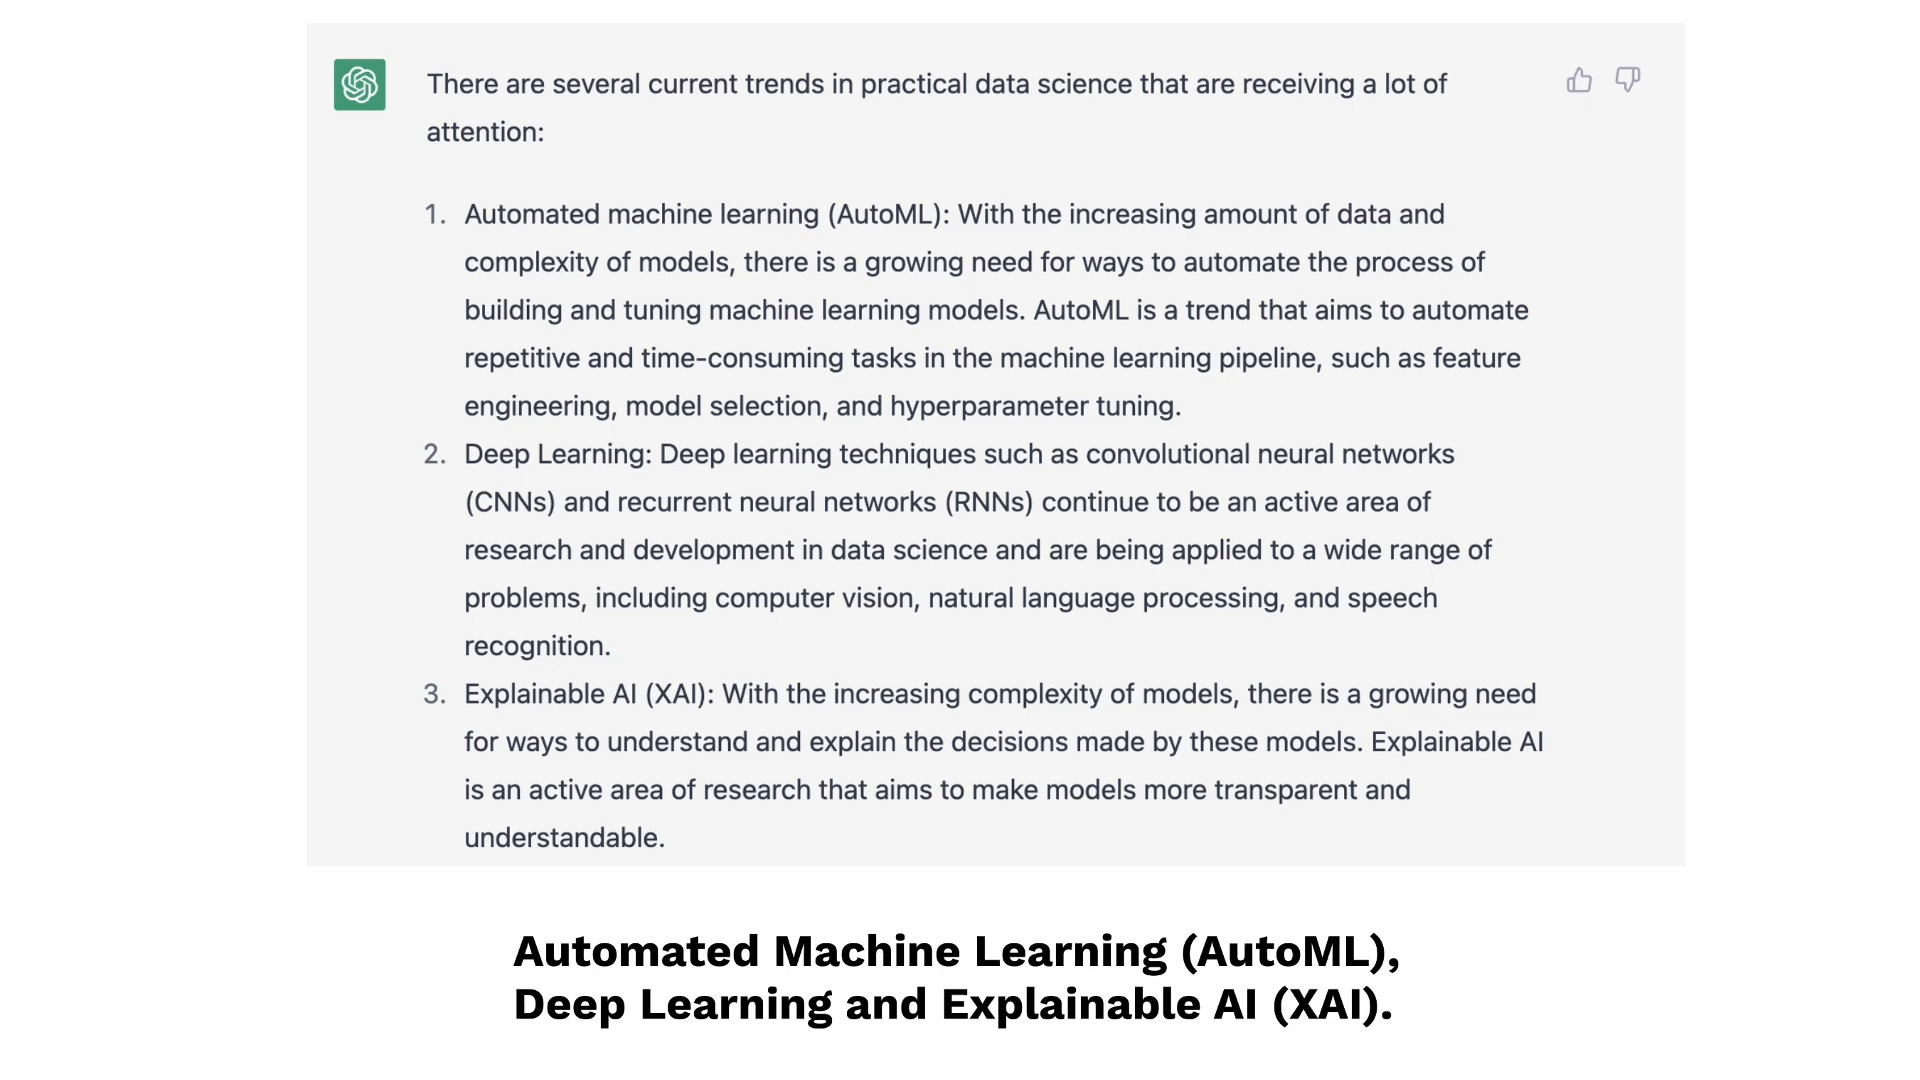 There are several current trends in practical data science that are receiving a lot of
attention:
1. Automated machine learning (AutoML): With the increasing amount of data and
complexity of models, there is a growing need for ways to automate the process of
building and tuning machine learning models. AutoML is a trend that aims to automate
repetitive and time-consuming tasks in the machine learning pipeline, such as feature
engineering, model selection, and hyperparameter tuning.
2. Deep Learning: Deep learning techniques such as convolutional neural networks
(CNNs) and recurrent neural networks (RNNs) continue to be an active area of
research and development in data science and are being applied to a wide range of
problems, including computer vision, natural language processing, and speech
recognition.
3. Explainable AI (XAI): With the increasing complexity of models, there is a growing need
for ways to understand and explain the decisions made by these models. Explainable AI
is an active area of research that aims to make models more transparent and
understandable.
Automated Machine Learning (AutoML),
Deep Learning and Explainable AI (XAI).